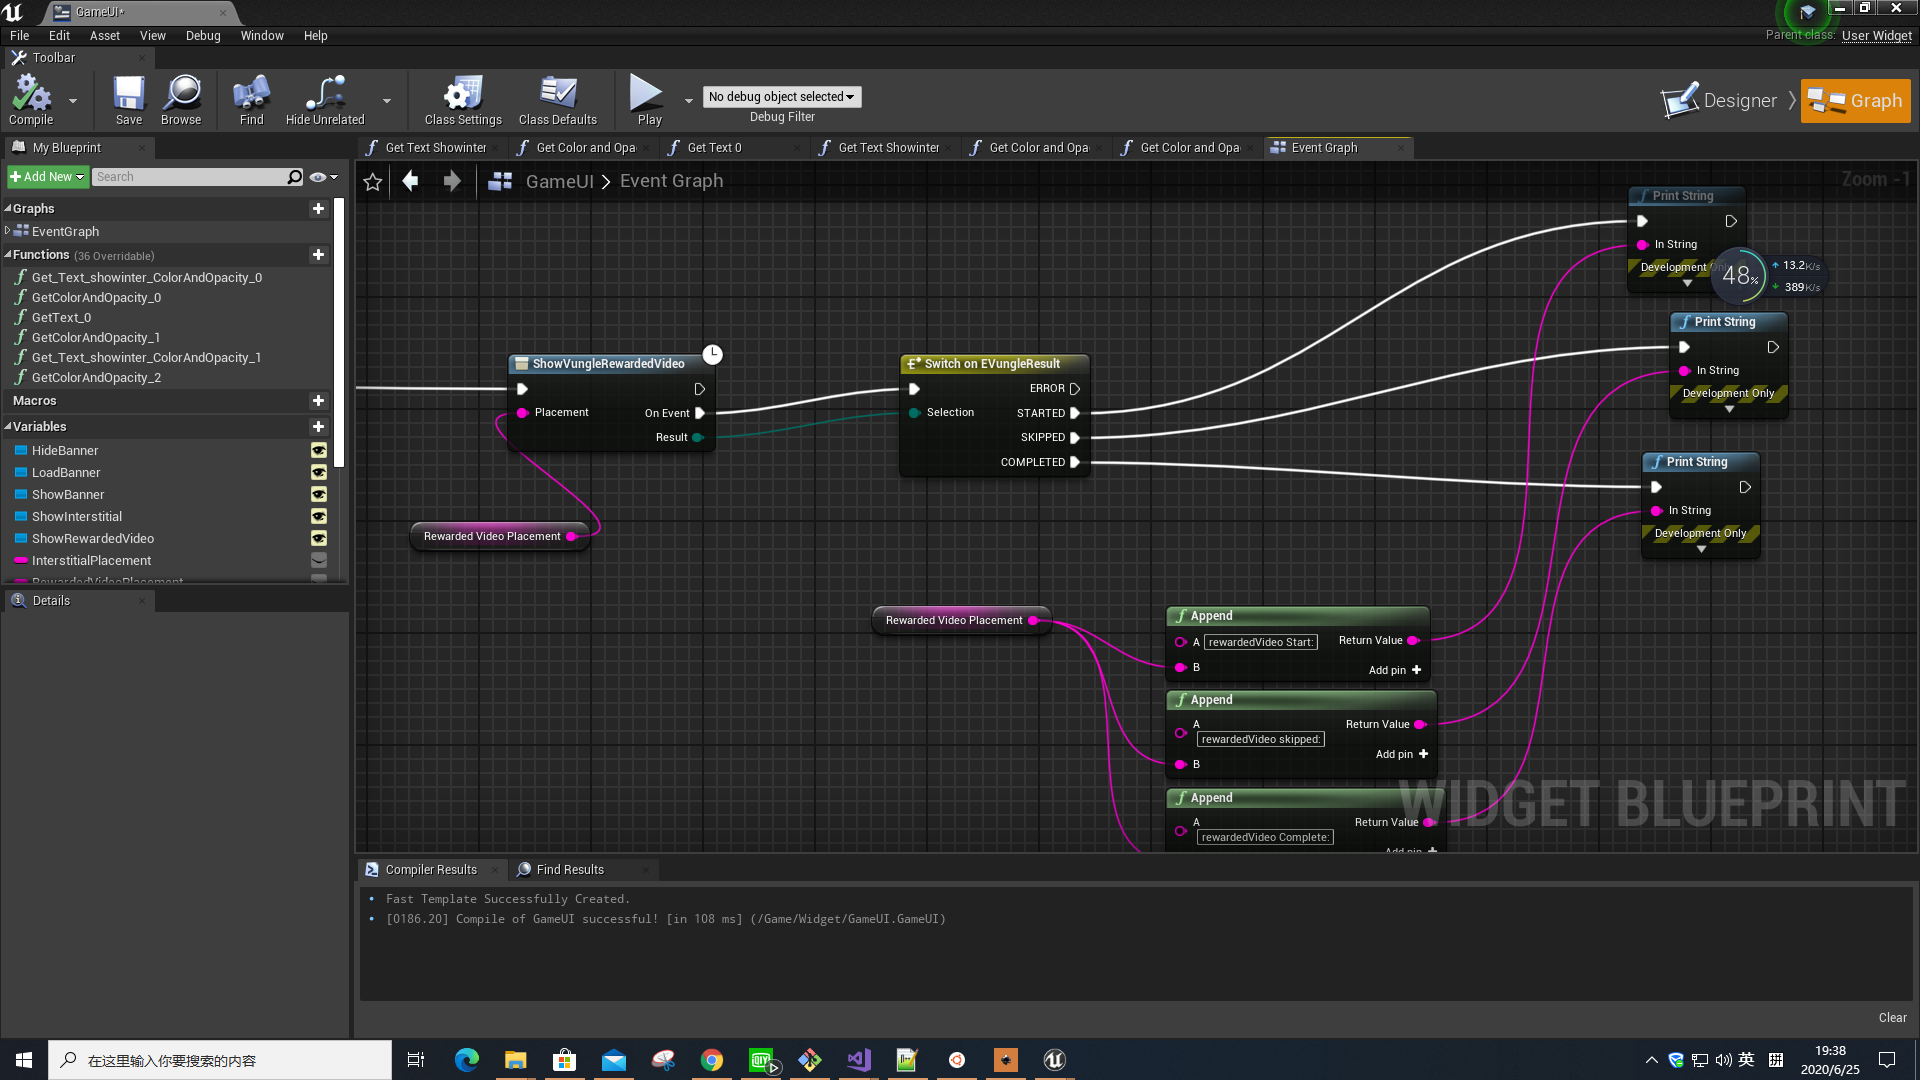 GameUI*
File Edit Asset View Debug Window Help
Parent class: User Widget
Toolbar
Compile
Save
Browse
Find
Hide Unrelated
Class Settings
Class Defaults
Play
No debug object selected
Debug Filter
Designer
Graph
My Blueprint
Add New
Search
Graphs
EventGraph
Functions (36 Overridable)
Get_Text_showinter_ColorAndOpacity_0
GetColorAndOpacity_0
GetText_0
GetColorAndOpacity_1
Get_Text_showinter_ColorAndOpacity_1
GetColorAndOpacity_2
Macros
Variables
HideBanner
LoadBanner
ShowBanner
ShowInterstitial
ShowRewardedVideo
InterstitialPlacement
RewardedVideoPlacement
Details
Get Text Showinter
Get Color and Opa
Get Text 0
Get Text Showinter
Get Color and Opa
Get Color and Opa
Event Graph
GameUI > Event Graph
Zoom -1
ShowVungleRewardedVideo
Placement
On Event
Result
Rewarded Video Placement
Switch on EVungleResult
ERROR
Selection
STARTED
SKIPPED
COMPLETED
Print String
In String
Development Only
48%
13.2K/s
389K/s
Print String
In String
Development Only
Print String
In String
Development Only
Rewarded Video Placement
Append
A rewardedVideo Start:
Return Value
B
Add pin
Append
A
rewardedVideo skipped:
Return Value
Add pin
B
Append
A
rewardedVideo Complete:
Return Value
Add pin
WIDGET BLUEPRINT
Compiler Results
Find Results
Fast Template Successfully Created.
[0186.20] Compile of GameUI successful! [in 108 ms] (/Game/Widget/GameUI.GameUI)
Clear
在这里输入你要搜索的内容
QIY
英
19:38
2020/6/25